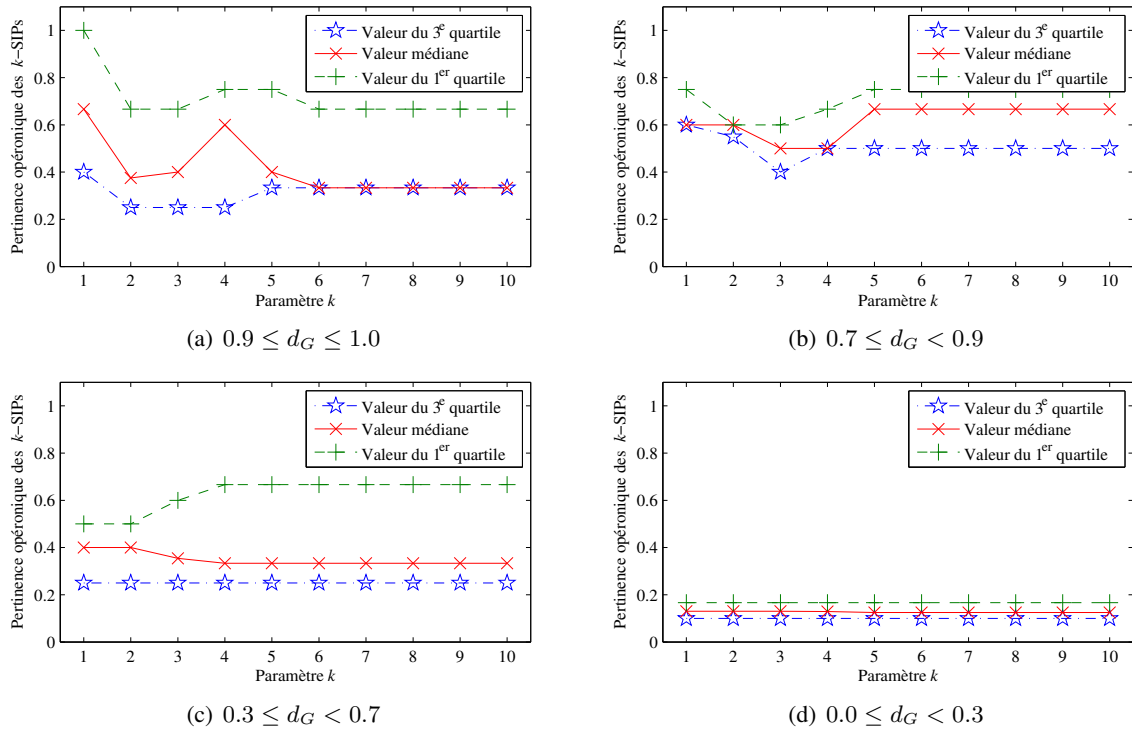 Pertinence opéronique des k−SIPs
1
0.8
0.6
0.4
0.2
0
Valeur du 3e quartile
Valeur médiane
Valeur du 1er quartile
1 2 3 4 5 6 7 8 9 10
Paramètre k
(a) 0.9 ≤ dG ≤ 1.0
Pertinence opéronique des k−SIPs
1
0.8
0.6
0.4
0.2
0
Valeur du 3e quartile
Valeur médiane
Valeur du 1er quartile
1 2 3 4 5 6 7 8 9 10
Paramètre k
(b) 0.7 ≤ dG < 0.9
Pertinence opéronique des k−SIPs
1
0.8
0.6
0.4
0.2
0
Valeur du 3e quartile
Valeur médiane
Valeur du 1er quartile
1 2 3 4 5 6 7 8 9 10
Paramètre k
(c) 0.3 ≤ dG < 0.7
Pertinence opéronique des k−SIPs
1
0.8
0.6
0.4
0.2
0
Valeur du 3e quartile
Valeur médiane
Valeur du 1er quartile
1 2 3 4 5 6 7 8 9 10
Paramètre k
(d) 0.0 ≤ dG < 0.3